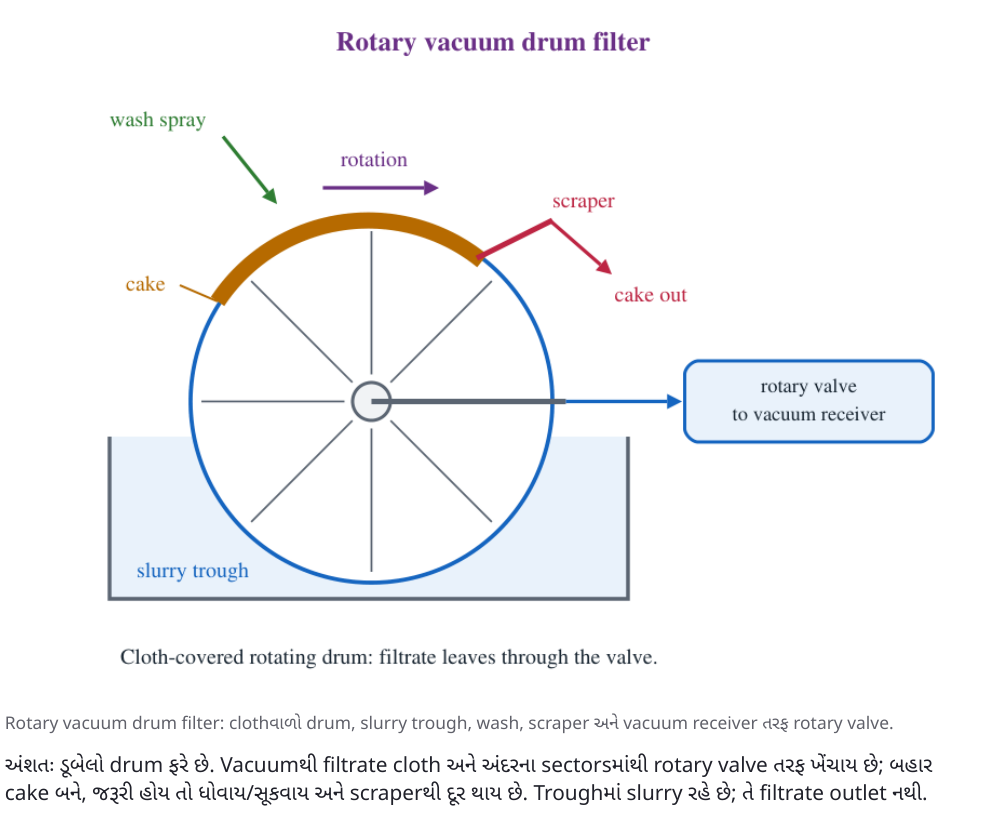 Rotary vacuum drum filter
wash spray
rotation
scraper
cake
cake out
rotary valve
to vacuum receiver
slurry trough
Cloth-covered rotating drum: filtrate leaves through the valve.
Rotary vacuum drum filter: clothવાળો drum, slurry trough, wash, scraper અને vacuum receiver તરફ rotary valve.
અંશતઃ ડૂબેલો drum ફરે છે. Vacuumથી filtrate cloth અને અંદરના sectorsમાંથી rotary valve તરફ ખેંચાય છે; બહાર
cake બને, જરૂરી હોય તો ધોવાય/સૂકવાય અને scraperથી દૂર થાય છે. Troughમાં slurry રહે છે; તે filtrate outlet નથી.